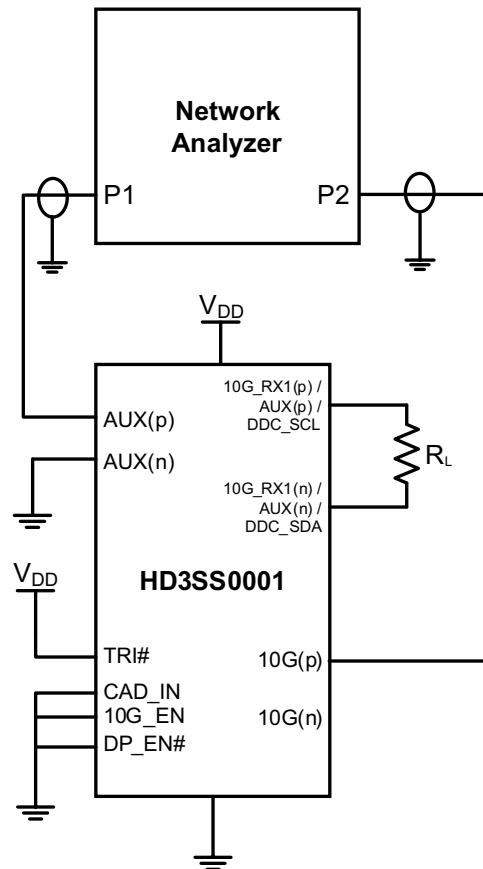 Network
Analyzer
P1
P2
VDD
10G_RX1(p) /
AUX(p) /
DDC_SCL
AUX(p)
AUX(n)
RL
10G_RX1(n) /
AUX(n) /
DDC_SDA
VDD
HD3SS0001
TRI#
10G(p)
CAD_IN
10G_EN
10G(n)
DP_EN#